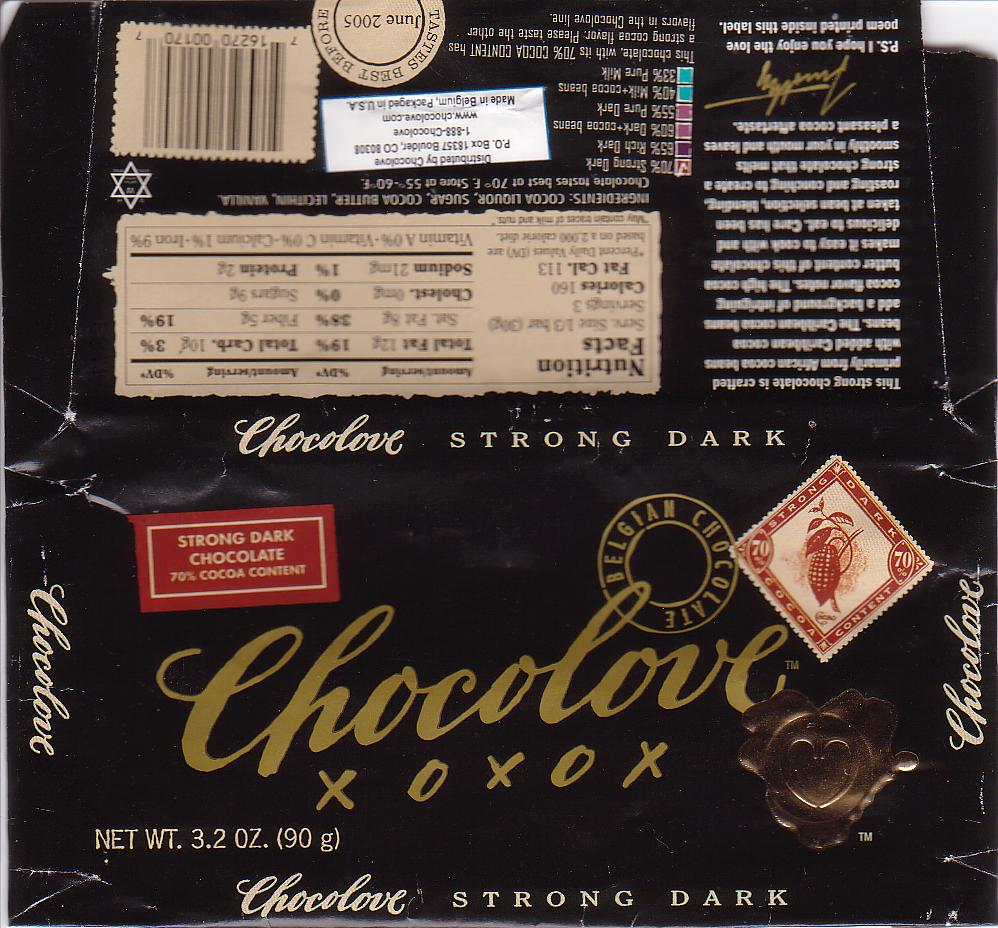 Chocolove STRONG DARK
STRONG DARK
CHOCOLATE
70% COCOA CONTENT
BELGIAN CHOCOLATE
STRONG DARK
70%
70%
COCOA CONTENT
CACAO
Chocolove™
XOXOX
TM
NET WT. 3.2 OZ. (90 g)
Chocolove STRONG DARK
Chocolove
Chocolove
This strong chocolate is crafted
primarily African cocoa beans
with added Caribbean cocoa
beans. The Caribbean cocoa beans
add a background of intriguing
cocoa flavor notes. The high cocoa
butter content of this chocolate
makes it easy to cook with and
delicious to eat. Care has been
taken at bean selection, blending,
roasting and conching to create a
strong chocolate that melts
smoothly in your mouth and leaves
a pleasant cocoa aftertaste.
Timothy
P.S. I hope you enjoy the love
poem printed inside this label.
Nutrition
Facts
Serv. Size 1/3 bar (30g)
Servings 3
Calories 160
Fat Cal. 113
*Percent Daily Values (DV) are
based on a 2,000 calorie diet.
Amount/serving %DV* Amount/serving %DV*
Total Fat 12g 19% Total Carb. 10g 3%
Sat. Fat 8g 38% Fiber 5g 19%
Cholest. 0mg 0% Sugars 9g
Sodium 21mg 1% Protein 2g
Vitamin A 0%·Vitamin C 0%·Calcium 1%·Iron 9%
"May contain traces of milk and nuts."
INGREDIENTS: COCOA LIQUOR, SUGAR, COCOA BUTTER, LECITHIN, VANILLA.
Chocolate tastes best at 70° F. Store at 55°-60°F.
70% Strong Dark
65% Rich Dark
60% Dark+cocoa beans
55% Pure Dark
40% Milk+cocoa beans
33% Pure Milk
This chocolate, with its 70% COCOA CONTENT has
a strong cocoa flavor. Please taste the other
flavors in the Chocolove line.
Distributed by Chocolove
P.O. Box 18357 Boulder, CO 80308
1-888-Chocolove
www.chocolove.com
Made in Belgium, Packaged in U.S.A.
TASTES BEST BEFORE
June 2005
7 16270 00170 7